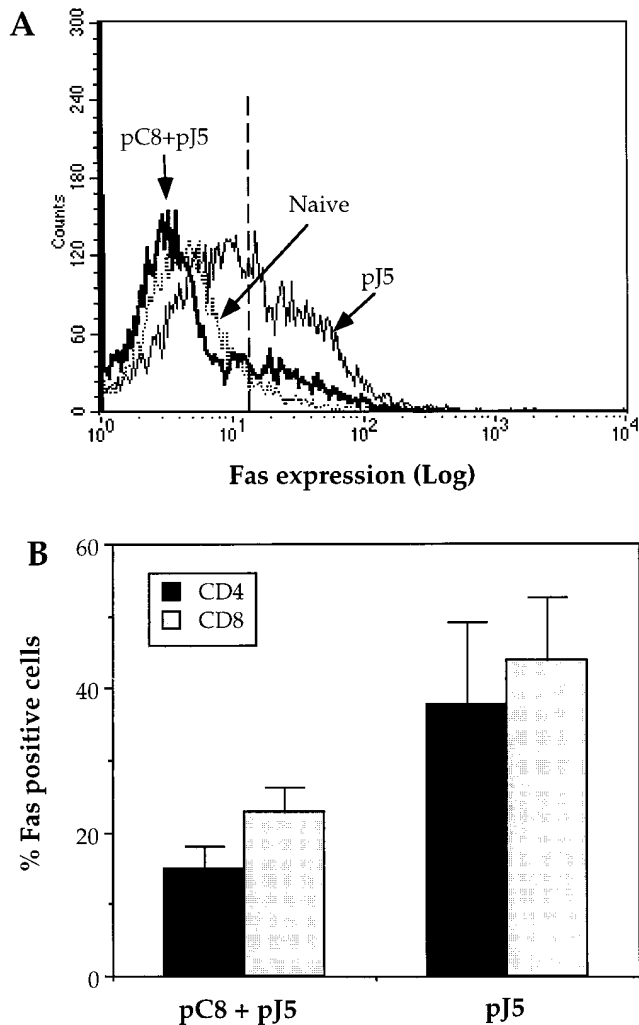 A
300
240
180
120
60
0
Counts
pC8+pJ5
Naive
pJ5
10^0
10^1
10^2
10^3
10^4
Fas expression (Log)
B
60
40
20
0
% Fas positive cells
CD4
CD8
pC8 + pJ5
pJ5